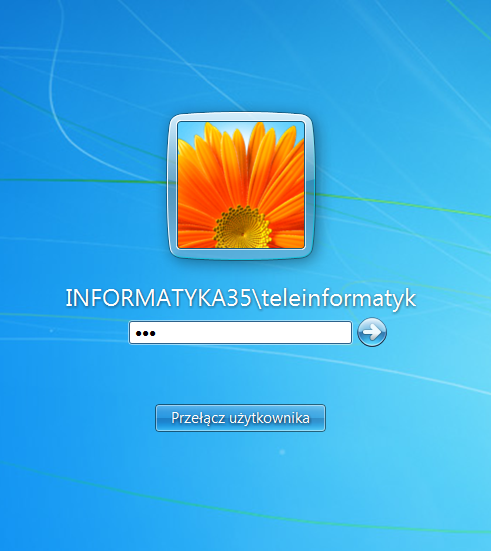 INFORMATYKA35\teleinformatyk
•••
Przełącz użytkownika